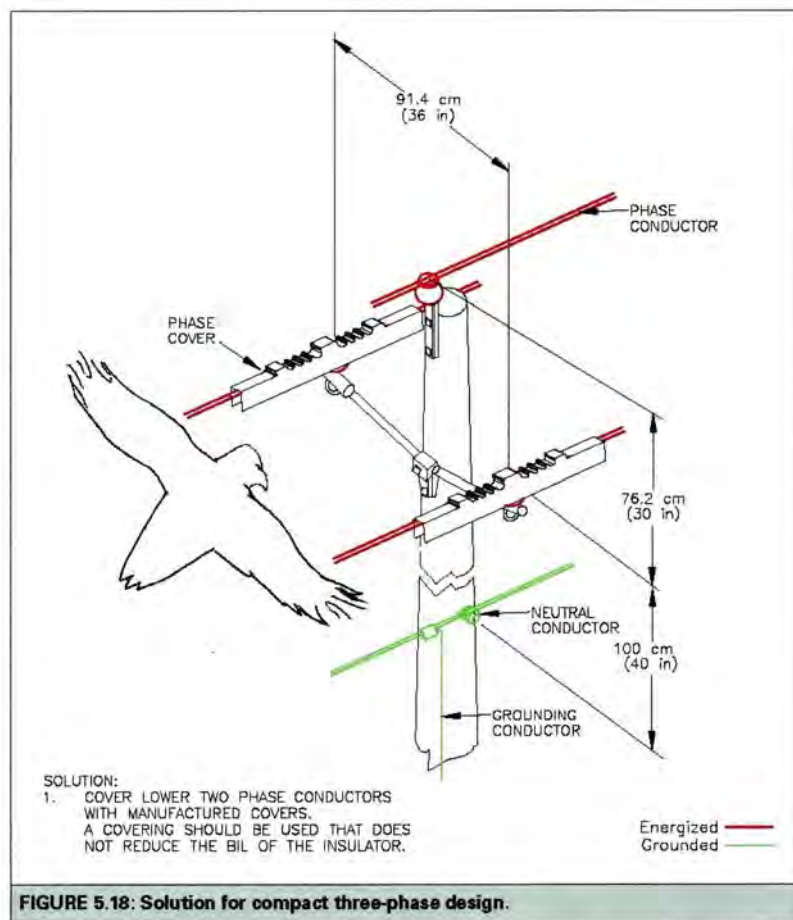 91.4 cm
(36 in)
PHASE
CONDUCTOR
PHASE
COVER
76.2 cm
(30 in)
NEUTRAL
CONDUCTOR
100 cm
(40 in)
GROUNDING
CONDUCTOR
SOLUTION:
1. COVER LOWER TWO PHASE CONDUCTORS
WITH MANUFACTURED COVERS.
A COVERING SHOULD BE USED THAT DOES
NOT REDUCE THE BIL OF THE INSULATOR.
Energized
Grounded
FIGURE 5.18: Solution for compact three-phase design.